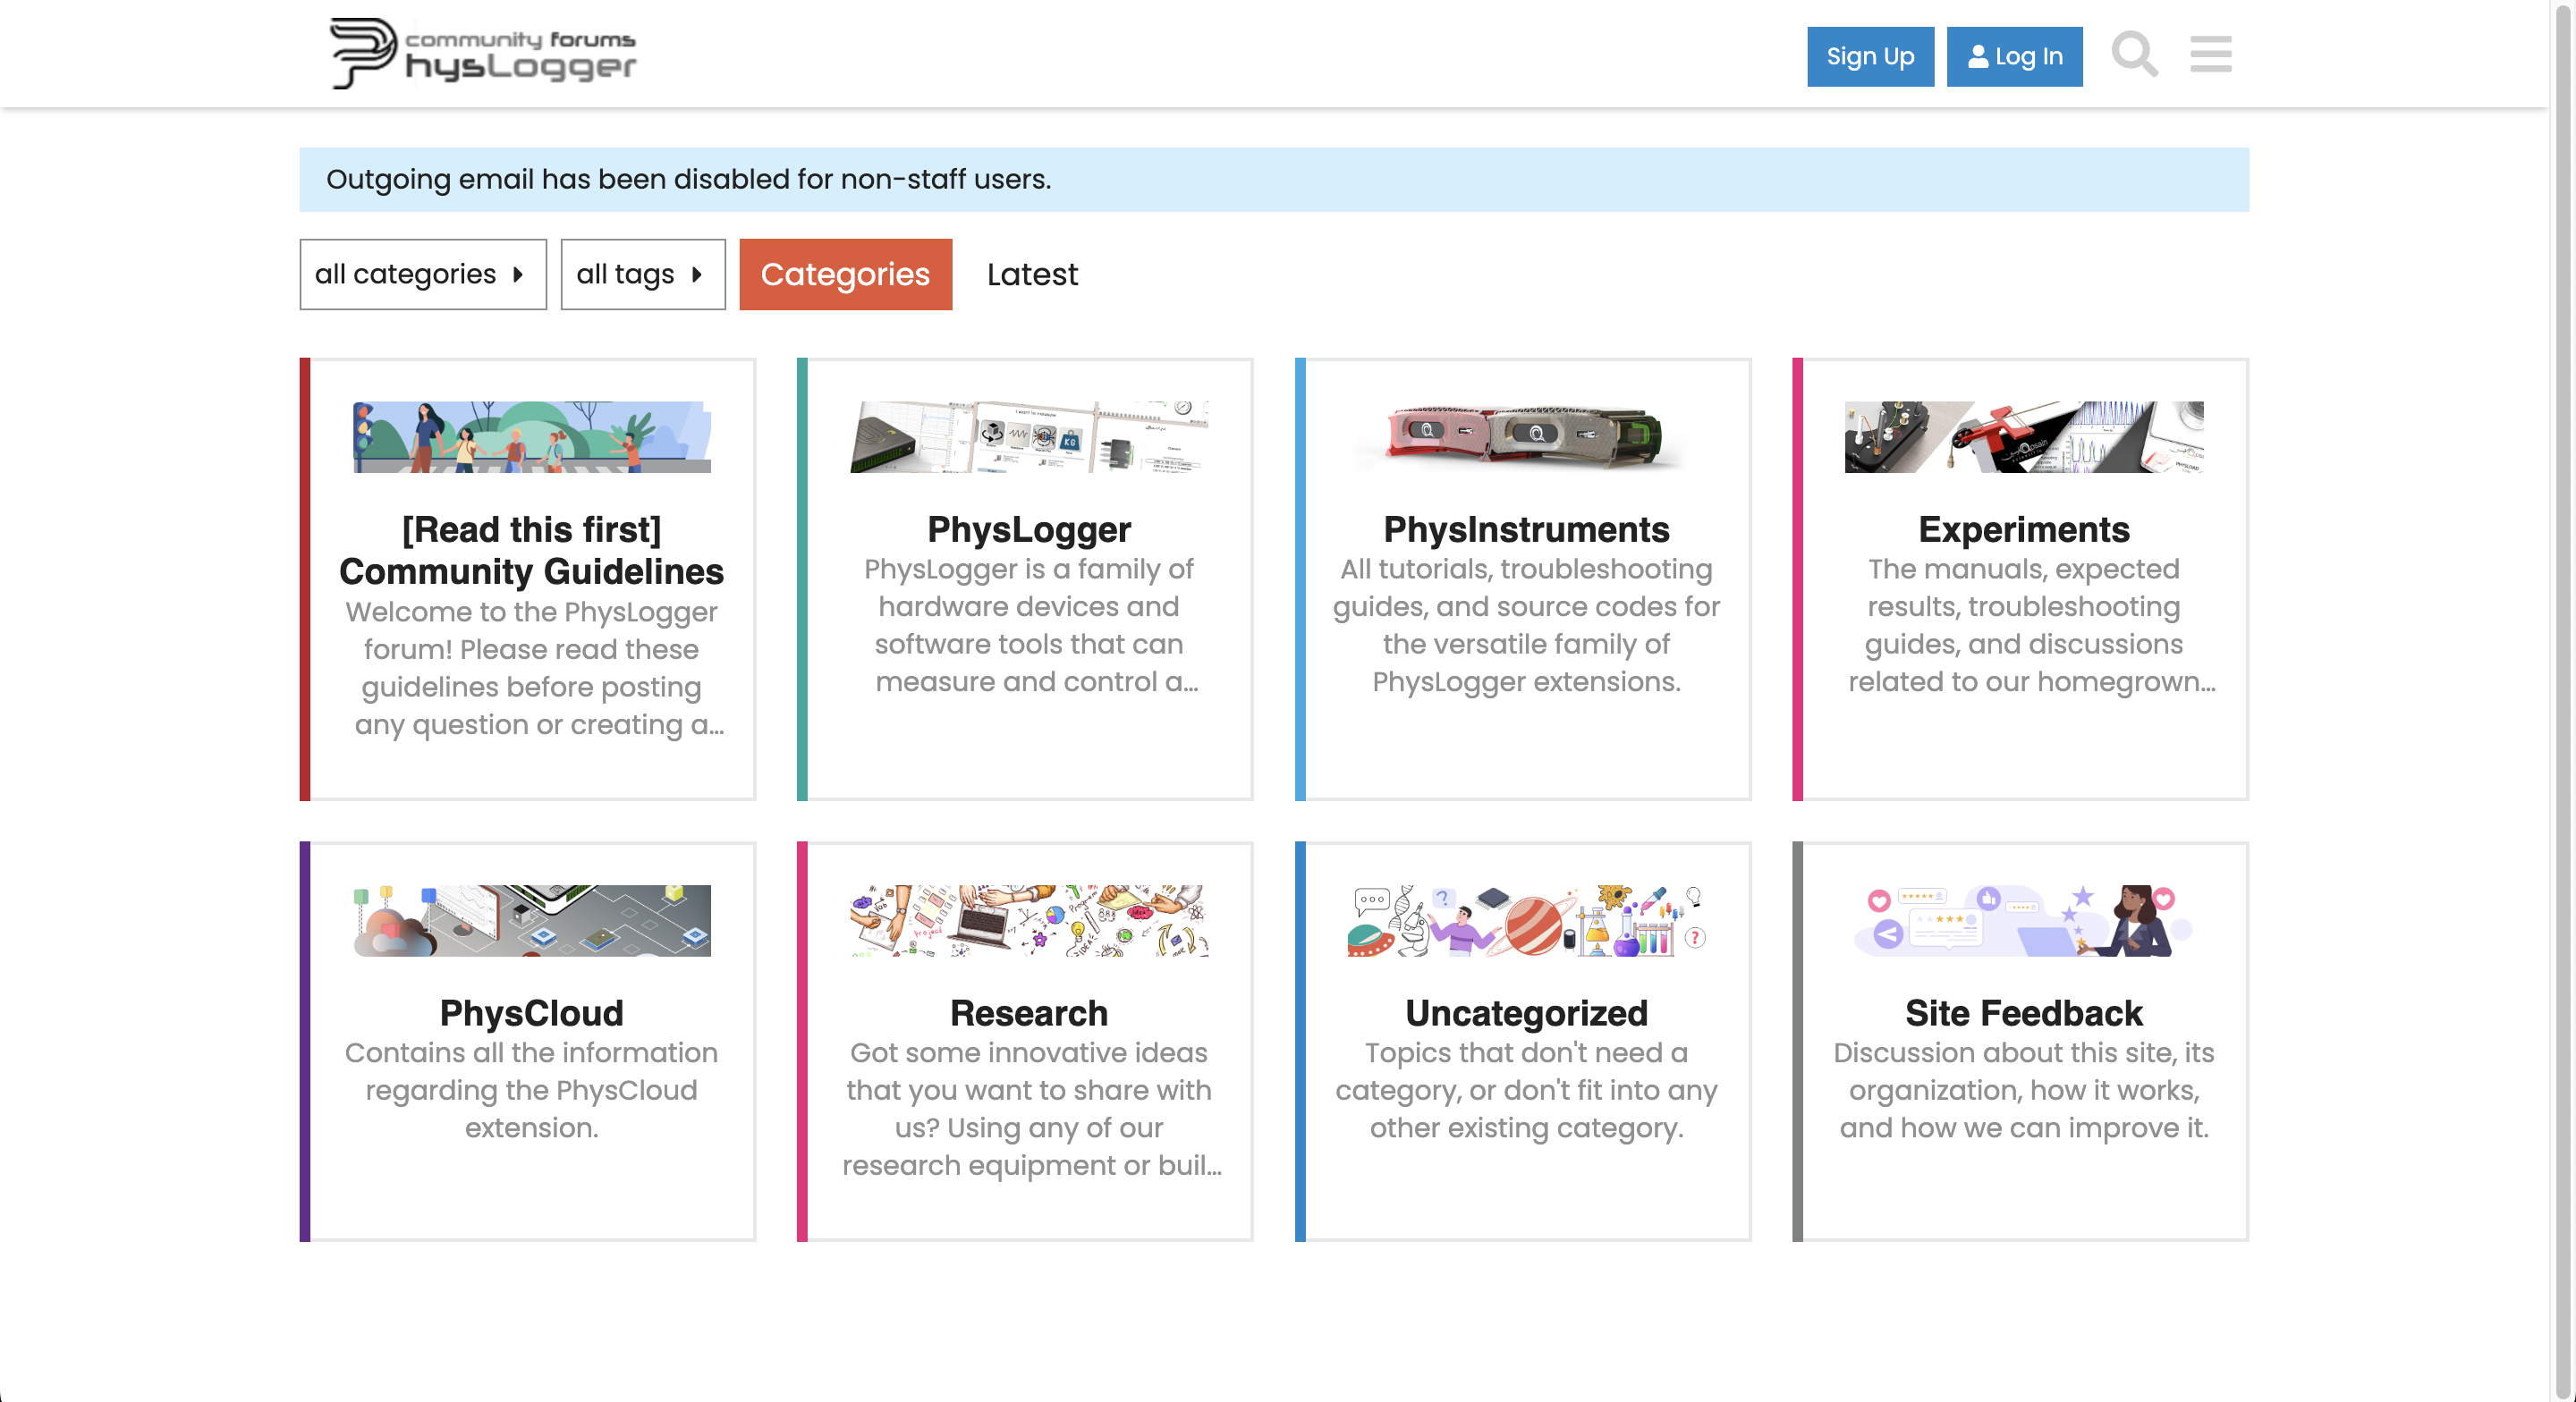 community forums
hysLogger
Sign Up
Log In
Outgoing email has been disabled for non-staff users.
all categories
all tags
Categories
Latest
I want to measure
KG
[Read this first]
Community Guidelines
Welcome to the PhysLogger
forum! Please read these
guidelines before posting
any question or creating a...
PhysLogger
PhysLogger is a family of
hardware devices and
software tools that can
measure and control a...
PhysInstruments
All tutorials, troubleshooting
guides, and source codes for
the versatile family of
PhysLogger extensions.
Experiments
The manuals, expected
results, troubleshooting
guides, and discussions
related to our homegrown...
Project
PhysCloud
Contains all the information
regarding the PhysCloud
extension.
Research
Got some innovative ideas
that you want to share with
us? Using any of our
research equipment or buil...
?
?
Uncategorized
Topics that don't need a
category, or don't fit into any
other existing category.
Site Feedback
Discussion about this site, its
organization, how it works,
and how we can improve it.